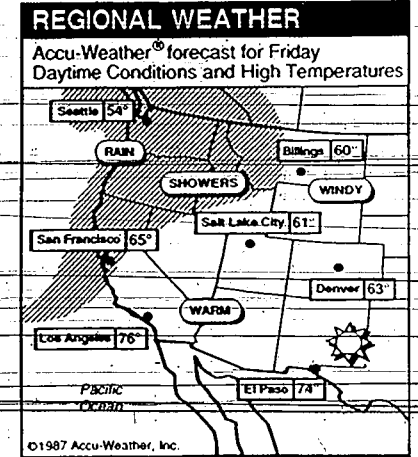 REGIONAL WEATHER
Accu-Weather® forecast for Friday
Daytime Conditions and High Temperatures
Seattle 54°
RAIN
Billings 60°
SHOWERS
WINDY
Salt Lake City 61°
San Francisco 65°
Denver 63°
WARM
Los Angeles 76°
Pacific
Ocean
El Paso 74°
©1987 Accu-Weather, Inc.